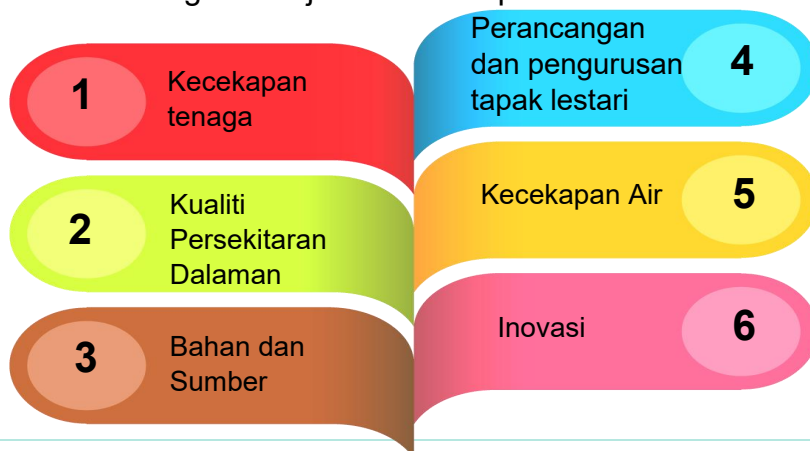 1
Kecekapan
tenaga
2
Kualiti
Persekitaran
Dalaman
3
Bahan dan
Sumber
Perancangan
dan pengurusan
tapak lestari
4
Kecekapan Air
5
Inovasi
6